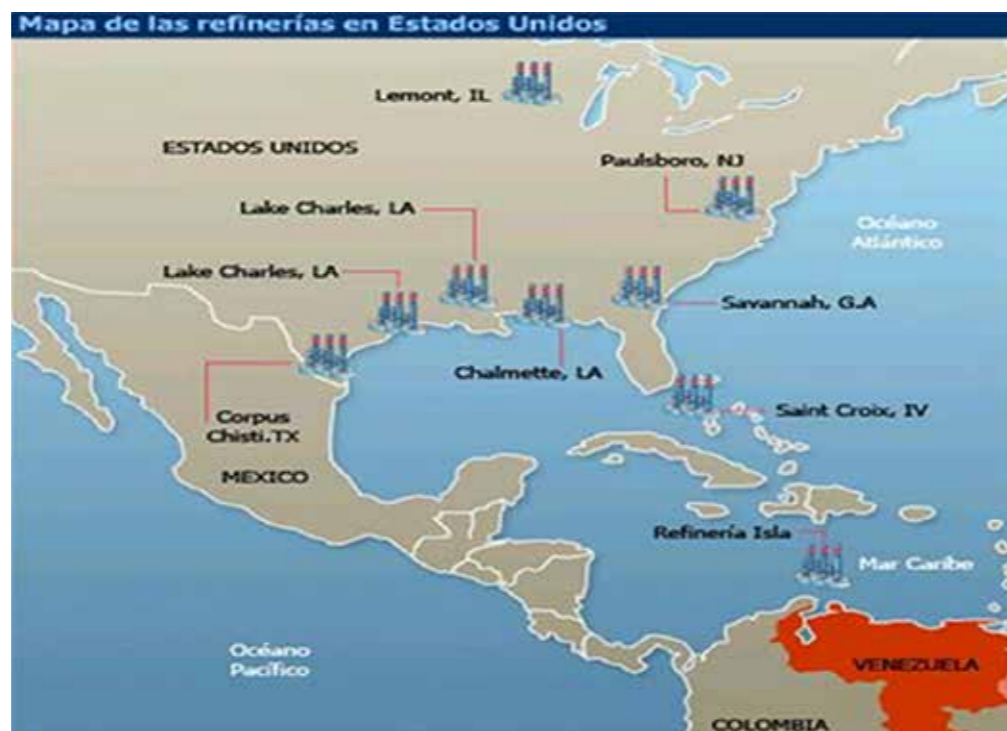 Mapa de las refinerías en Estados Unidos
Lemont, IL
ESTADOS UNIDOS
Paulsboro, NJ
Lake Charles, LA
Océano
Atlántico
Lake Charles, LA
Savannah, G.A
Chalmette, LA
Saint Croix, IV
Corpus
Chisti.TX
MEXICO
Refinería Isla
Mar Caribe
Océano
Pacífico
VENEZUELA
COLOMBIA